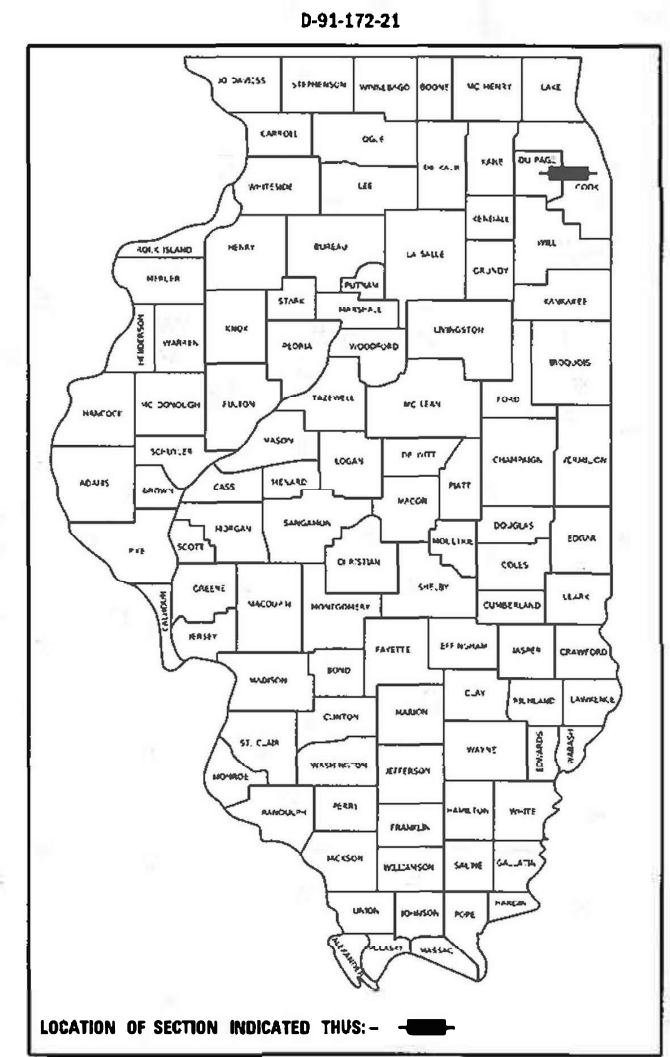 D-91-172-21
JO DAVIESS STEPHENSON WINNEBAGO BOONE MC HENRY LAKE
CARROLL OGLE
DE KALB KANE DU PAGE
COOK
WHITESIDE LEE
KENDALL
ROCK ISLAND HENRY BUREAU LA SALLE WILL
MERCER PUTNAM GRUNDY
STARK MARSHALL KANKAKEE
HENDERSON WARREN KNOX PEORIA WOODFORD LIVINGSTON
IROQUOIS
HANCOCK MC DONOUGH FULTON TAZEWELL MC LEAN FORD
MASON
SCHUYLER LOGAN DE WITT CHAMPAIGN VERMILION
ADAMS BROWN CASS MENARD PIATT
MACON
PIKE SCOTT MORGAN SANGAMON MOULTRIE DOUGLAS EDGAR
CHRISTIAN COLES
CALHOUN GREENE MACOUPIN MONTGOMERY SHELBY CUMBERLAND CLARK
JERSEY
FAYETTE EFFINGHAM JASPER CRAWFORD
MADISON BOND
CLAY RICHLAND LAWRENCE
CLINTON MARION
ST. CLAIR WAYNE EDWARDS WABASH
MONROE WASHINGTON JEFFERSON
RANDOLPH PERRY HAMILTON WHITE
FRANKLIN
JACKSON WILLIAMSON SALINE GALLATIN
UNION JOHNSON POPE HARDIN
ALEXANDER PULASKI MASSAC
LOCATION OF SECTION INDICATED THUS:-